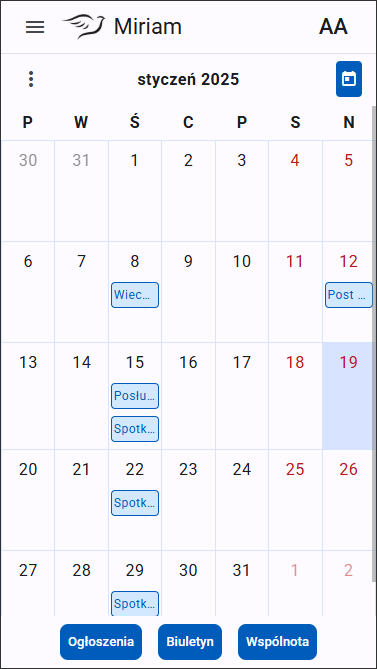 Miriam AA
styczeń 2025
P W Ś C P S N
30 31 1 2 3 4 5
6 7 8 9 10 11 12
Wiec... Post ...
13 14 15 16 17 18 19
Posłu...
Spotk...
20 21 22 23 24 25 26
Spotk...
27 28 29 30 31 1 2
Spotk...
Ogłoszenia Biuletyn Wspólnota